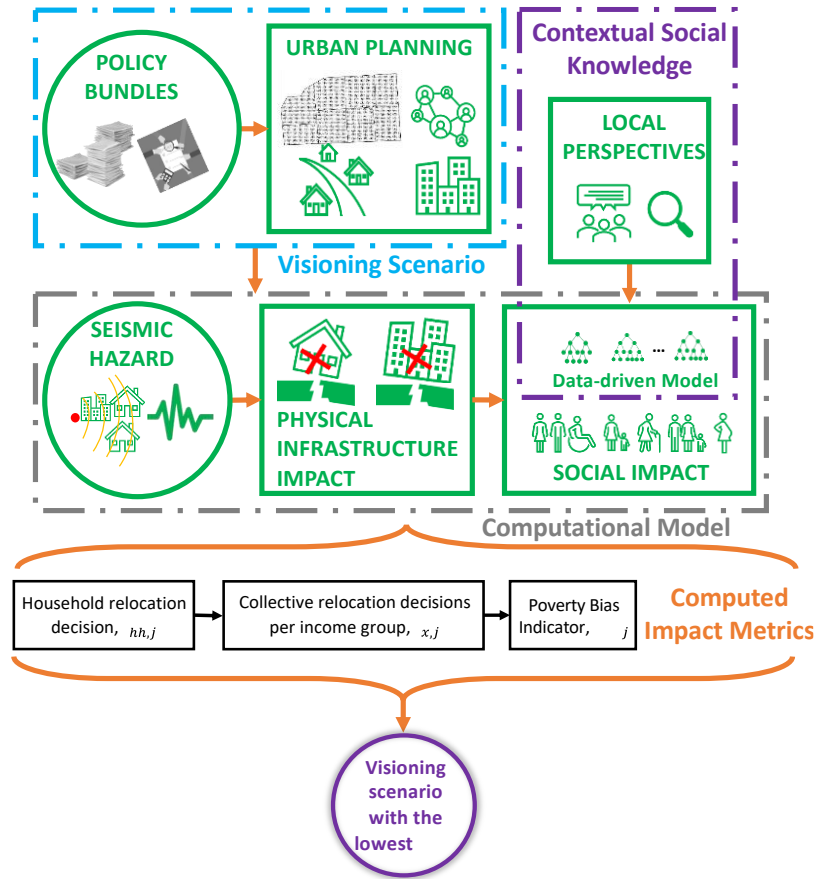 POLICY
BUNDLES
URBAN PLANNING
Contextual Social
Knowledge
LOCAL
PERSPECTIVES
Visioning Scenario
SEISMIC
HAZARD
PHYSICAL
INFRASTRUCTURE
IMPACT
...
Data-driven Model
SOCIAL IMPACT
Computational Model
Household relocation
decision, hh,j
Collective relocation decisions
per income group, x,j
Poverty Bias
Indicator, j
Computed
Impact Metrics
Visioning
scenario
with the
lowest